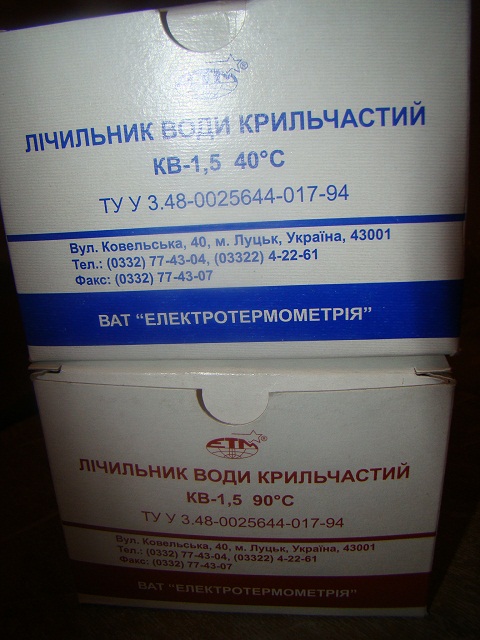 ЕТМ
ЛІЧИЛЬНИК ВОДИ КРИЛЬЧАСТИЙ
КВ-1,5 40°С
ТУ У 3.48-0025644-017-94
Вул. Ковельська, 40, м. Луцьк, Україна, 43001
Тел.: (0332) 77-43-04, (03322) 4-22-61
Факс: (0332) 77-43-07
ВАТ “ЕЛЕКТРОТЕРМОМЕТРІЯ”
ЕТМ ®
ЛІЧИЛЬНИК ВОДИ КРИЛЬЧАСТИЙ
КВ-1,5 90°С
ТУ У 3.48-0025644-017-94
Вул. Ковельська, 40, м. Луцьк, Україна, 43001
Тел.: (0332) 77-43-04, (03322) 4-22-61
Факс: (0332) 77-43-07
ВАТ “ЕЛЕКТРОТЕРМОМЕТРІЯ”